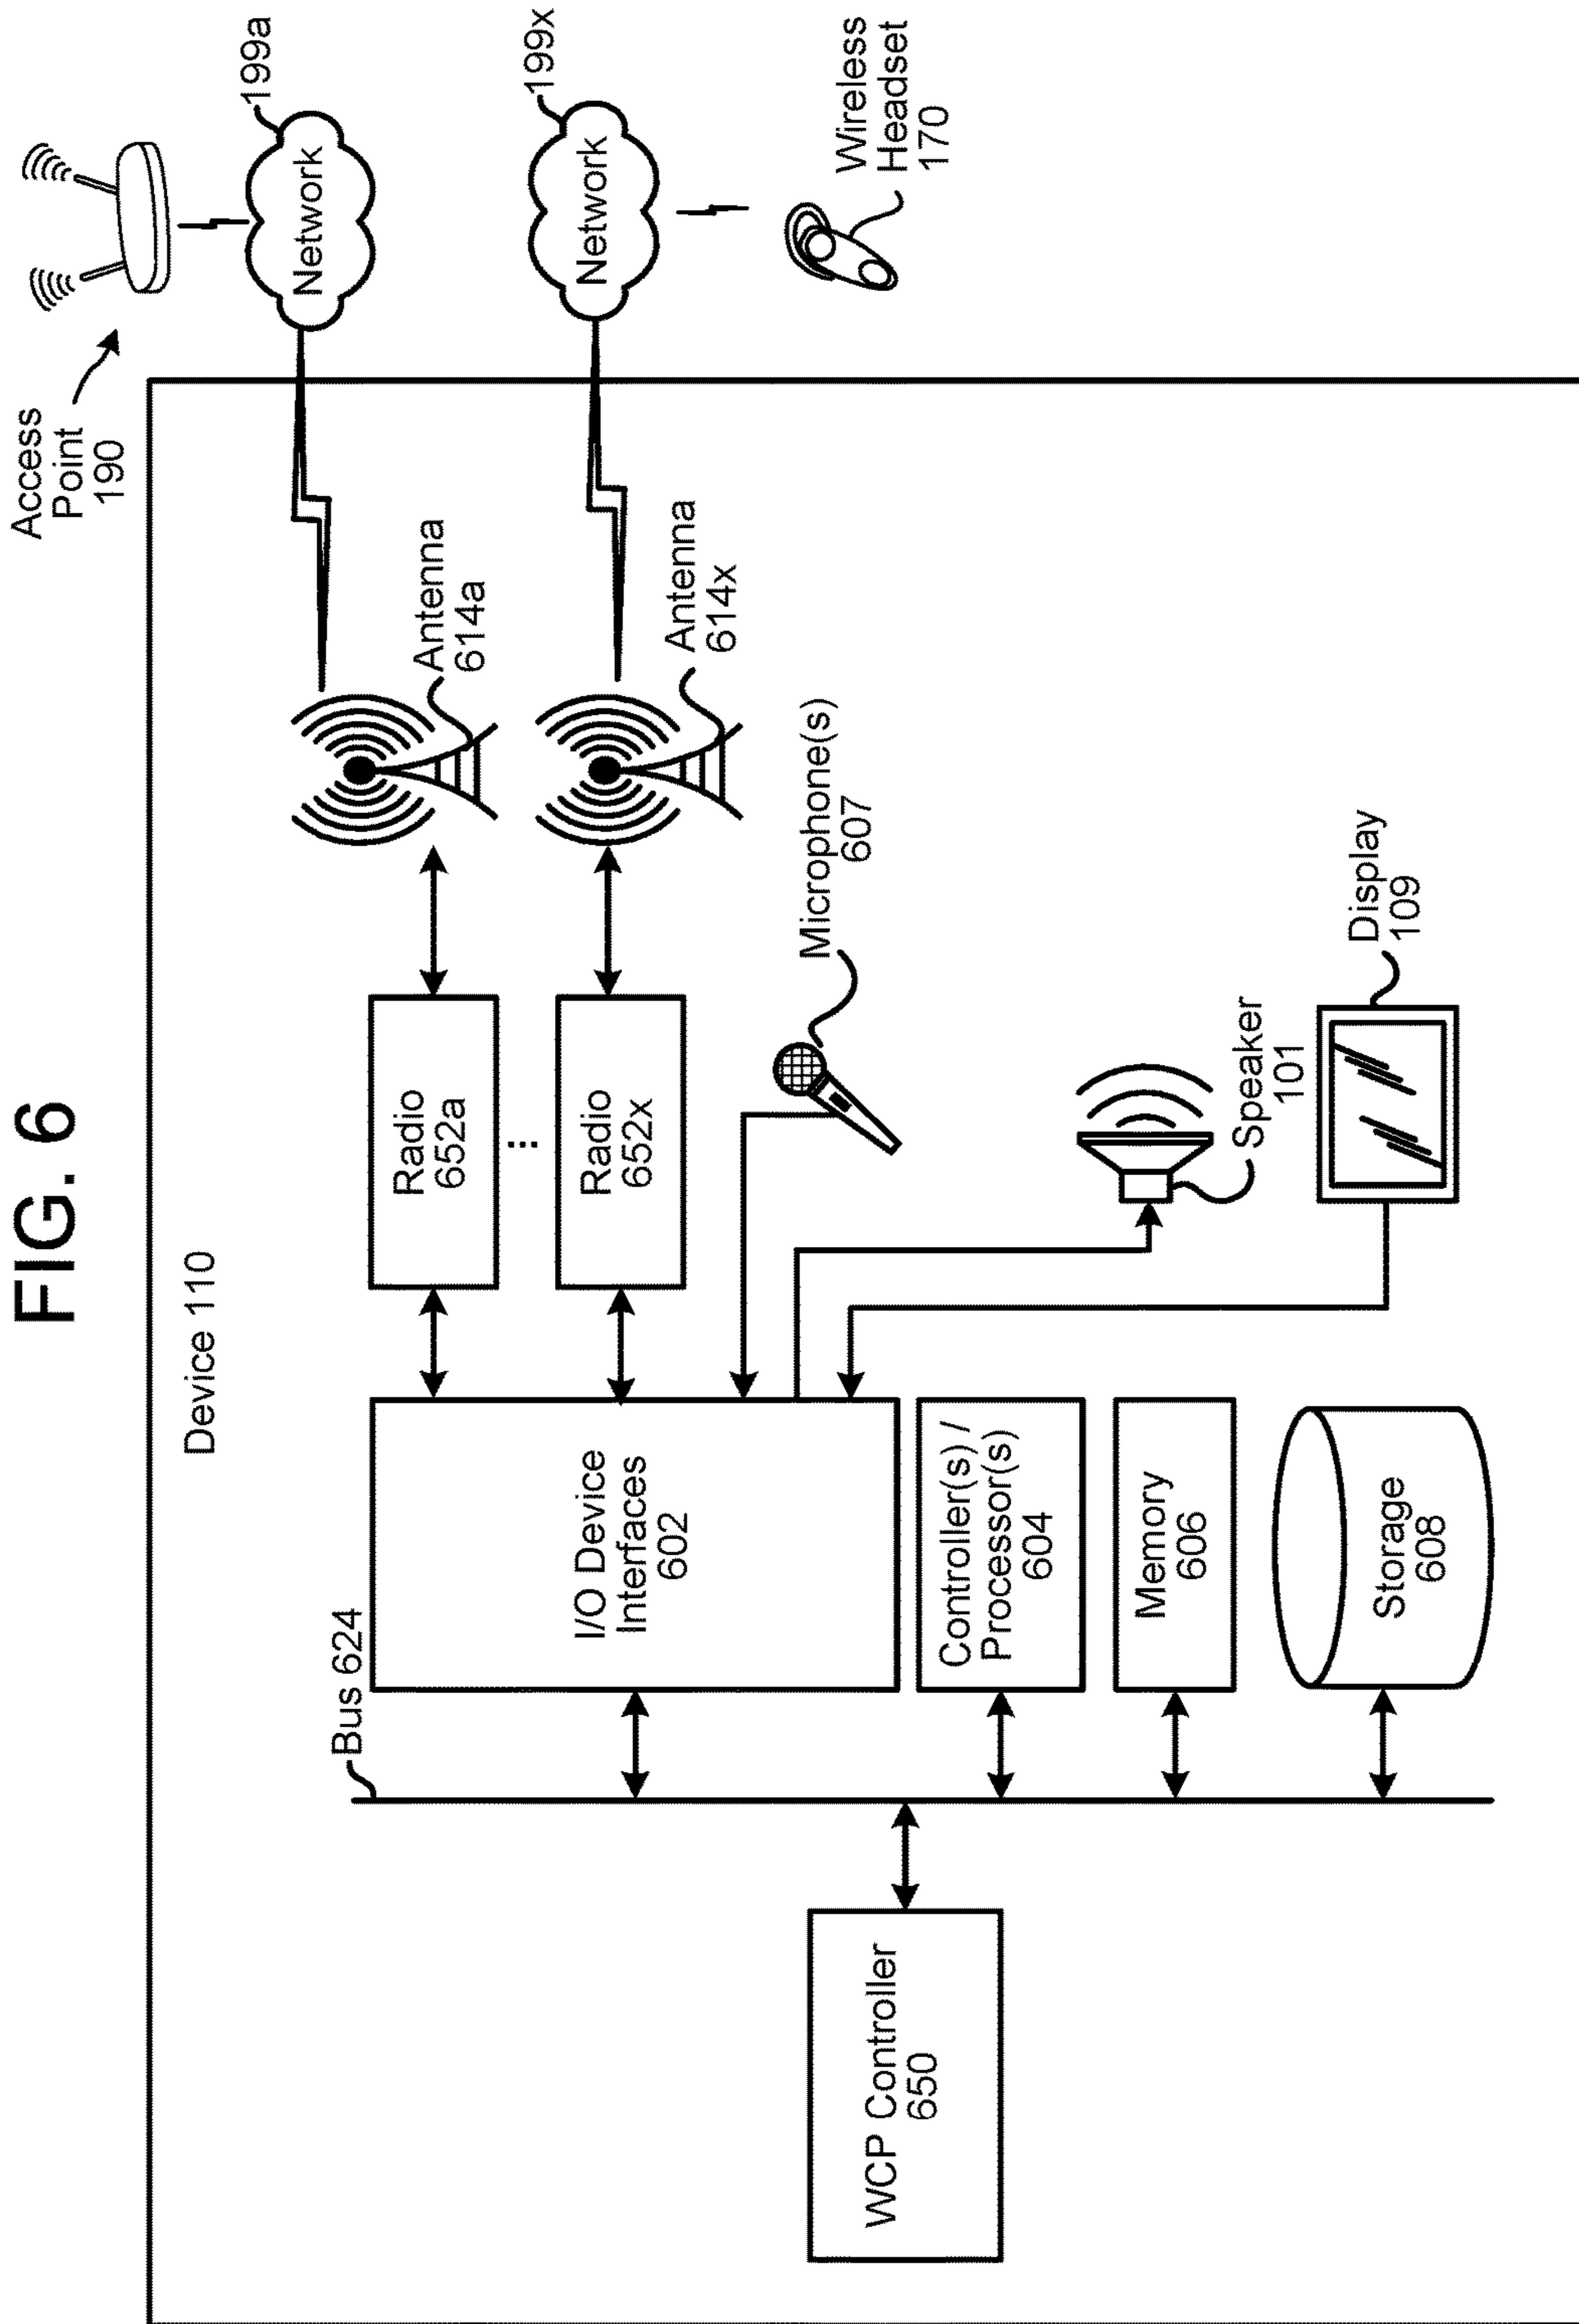 FIG. 6
Device 110
Access
Point
190
199a
Network
199x
Network
Wireless
Headset
170
Antenna
614a
Antenna
614x
Radio
652a
...
Radio
652x
Microphone(s)
607
Speaker
101
Display
109
Bus 624
I/O Device
Interfaces
602
Controller(s) /
Processor(s)
604
Memory
606
Storage
608
WCP Controller
650